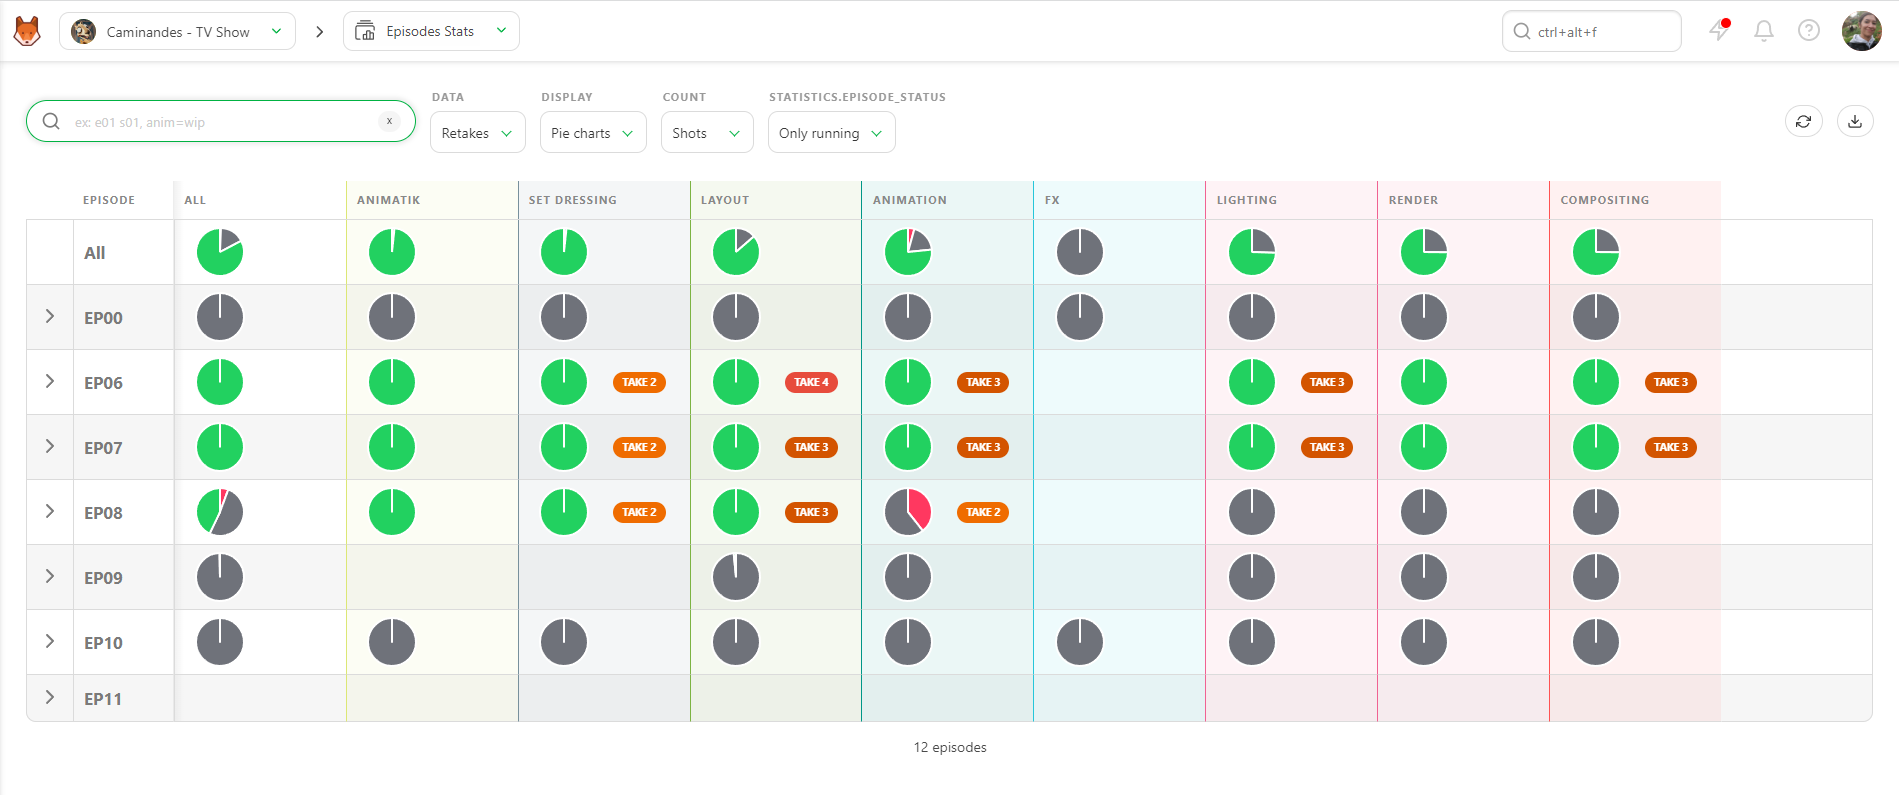 Caminandes - TV Show
Episodes Stats
ctrl+alt+f
DATA DISPLAY COUNT STATISTICS.EPISODE_STATUS
ex: e01 s01, anim=wip x
Retakes Pie charts Shots Only running
EPISODE ALL ANIMATIK SET DRESSING LAYOUT ANIMATION FX LIGHTING RENDER COMPOSITING
All
EP00
EP06 TAKE 2 TAKE 4 TAKE 3 TAKE 3 TAKE 3
EP07 TAKE 2 TAKE 3 TAKE 3 TAKE 3 TAKE 3
EP08 TAKE 2 TAKE 3 TAKE 2
EP09
EP10
EP11
12 episodes